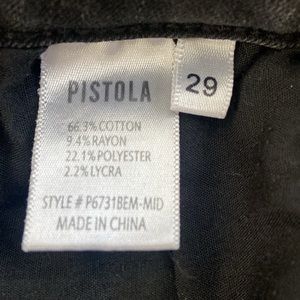 PISTOLA
29
66.3%COTTON
9.4%RAYON
22.1%POLYESTER
2.2%LYCRA
STYLE # P6731BEM-MID
MADE IN CHINA